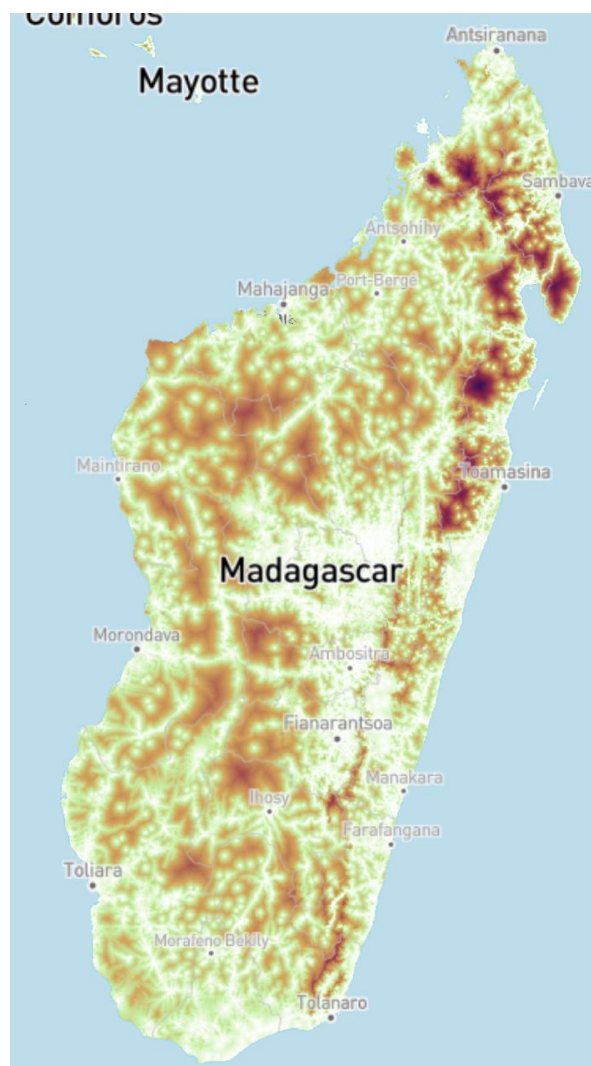 Comoros
Antsiranana
Mayotte
Sambava
Antsohihy
Port-Bergé
Mahajanga
Maintirano
Toamasina
Madagascar
Morondava
Ambositra
Fianarantsoa
Manakara
Ihosy
Farafangana
Toliara
Morafeno Bekily
Tolanaro